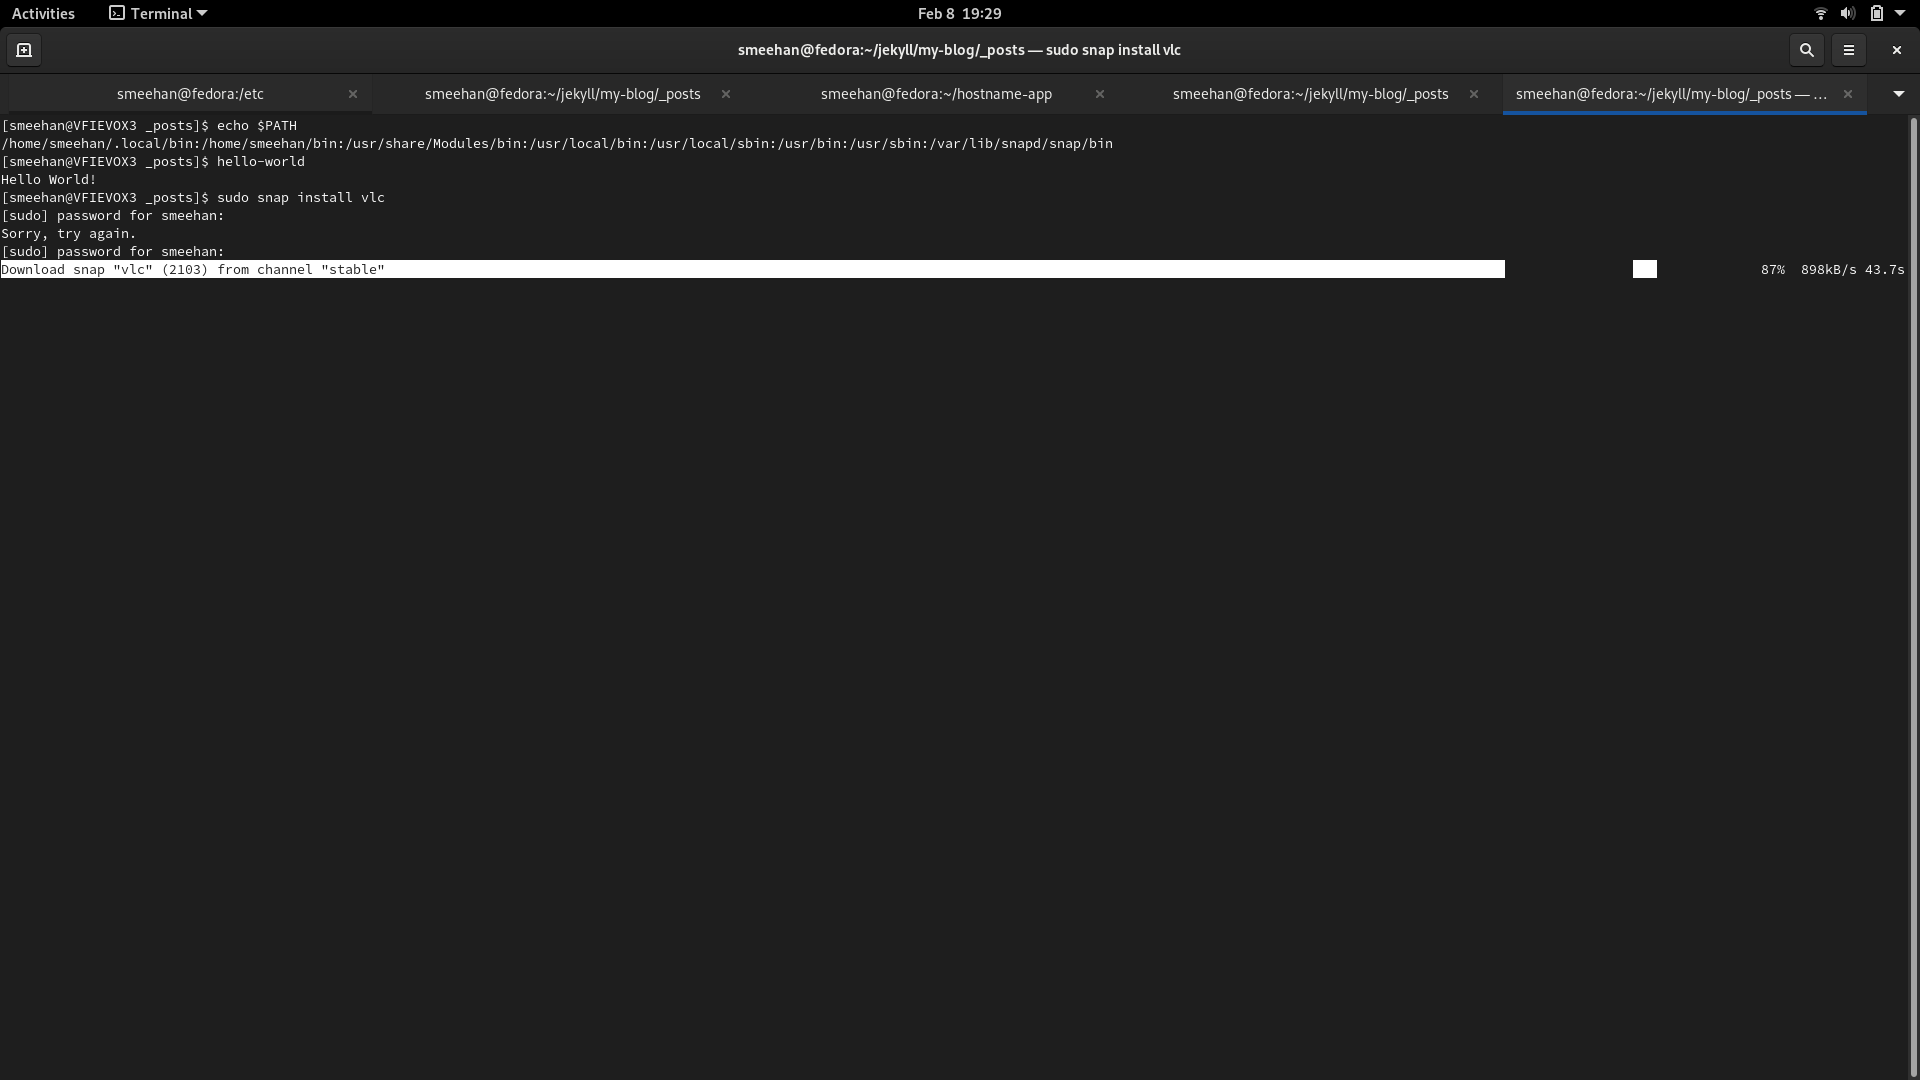 Activities Terminal Feb 8 19:29
smeehan@fedora:~/jekyll/my-blog/_posts — sudo snap install vlc
smeehan@fedora:/etc smeehan@fedora:~/jekyll/my-blog/_posts smeehan@fedora:~/hostname-app smeehan@fedora:~/jekyll/my-blog/_posts smeehan@fedora:~/jekyll/my-blog/_posts — ...
[smeehan@VFIEVOX3 _posts]$ echo $PATH
/home/smeehan/.local/bin:/home/smeehan/bin:/usr/share/Modules/bin:/usr/local/bin:/usr/local/sbin:/usr/bin:/usr/sbin:/var/lib/snapd/snap/bin
[smeehan@VFIEVOX3 _posts]$ hello-world
Hello World!
[smeehan@VFIEVOX3 _posts]$ sudo snap install vlc
[sudo] password for smeehan:
Sorry, try again.
[sudo] password for smeehan:
Download snap "vlc" (2103) from channel "stable" 87% 898kB/s 43.7s